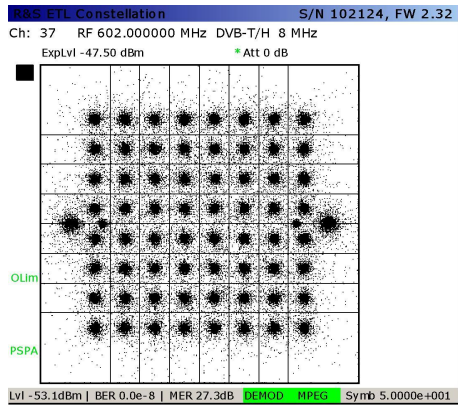 R&S ETL Constellation S/N 102124, FW 2.32
Ch: 37 RF 602.000000 MHz DVB-T/H 8 MHz
ExpLvl -47.50 dBm * Att 0 dB
OLim
PSPA
Lvl -53.1dBm | BER 0.0e-8 | MER 27.3dB DEMOD MPEG Symb 5.0000e+001